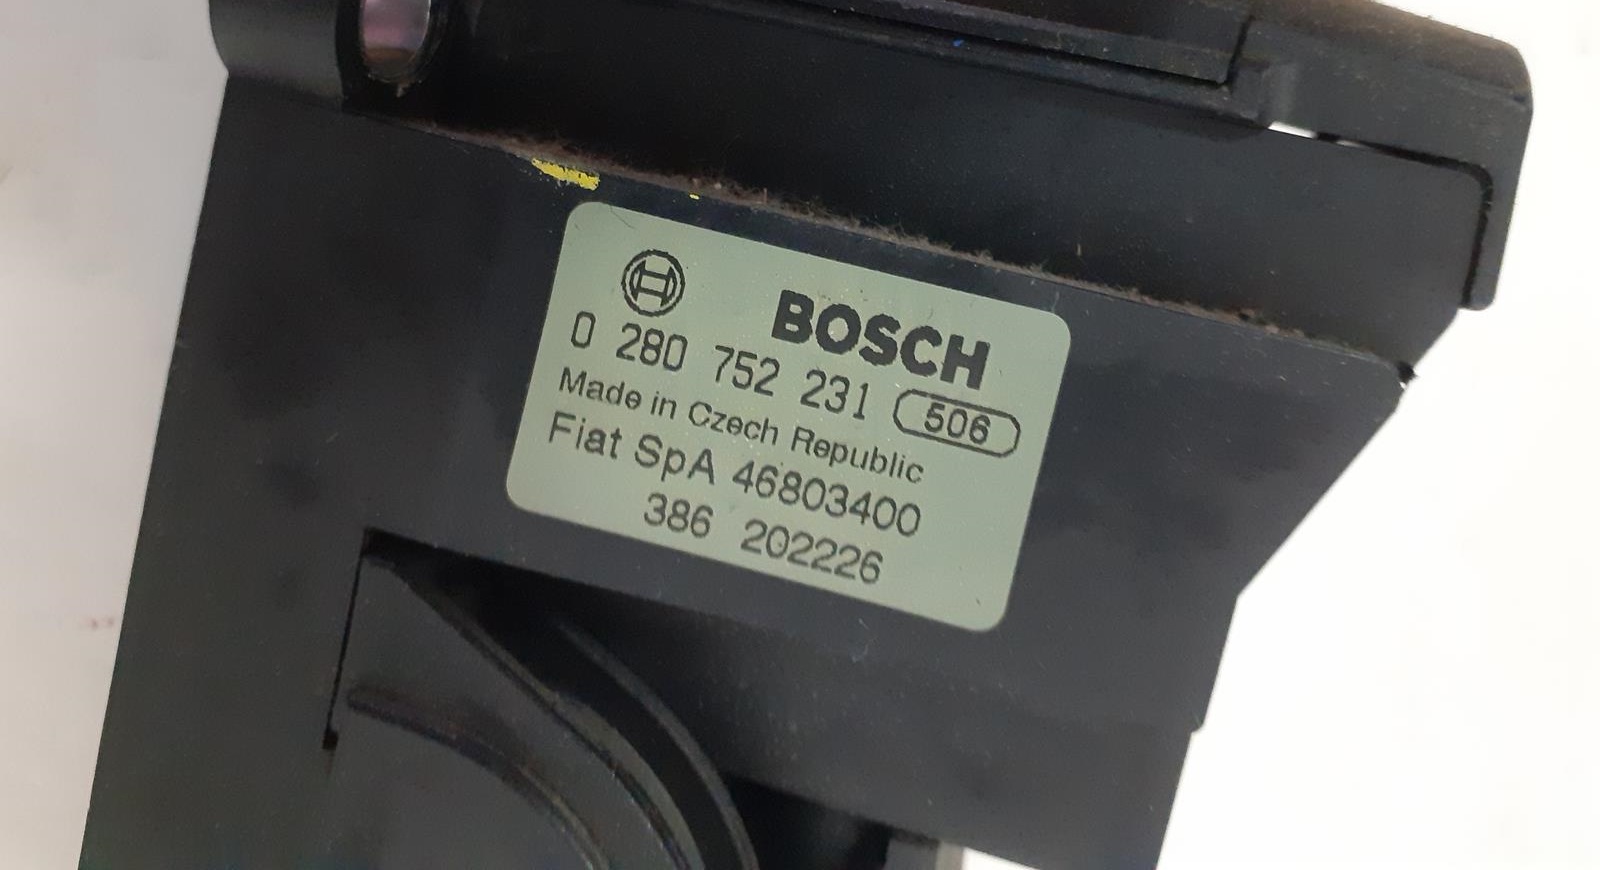 BOSCH
0 280 752 231 506
Made in Czech Republic
Fiat SpA 46803400
386 202226